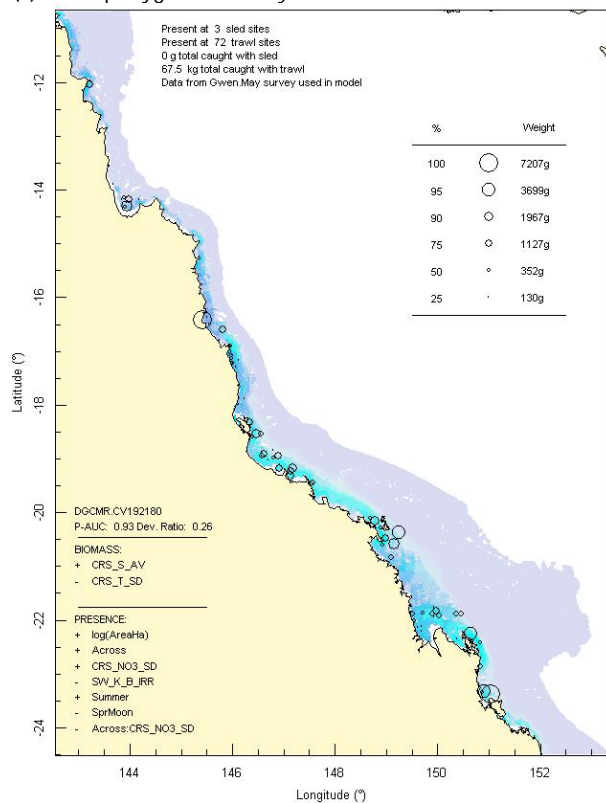 Present at 3 sled sites
Present at 72 trawl sites
0 g total caught with sled
67.5 kg total caught with trawl
Data from Gwen.May survey used in model
% Weight
100 7207g
95 3699g
90 1967g
75 1127g
50 352g
25 130g
-12
-14
-16
-18
-20
-22
-24
Latitude (°)
DGCMR.CV192180
P-AUC: 0.93 Dev. Ratio: 0.26
BIOMASS:
+ CRS_S_AV
- CRS_T_SD
PRESENCE:
+ log(AreaHa)
+ Across
+ CRS_NO3_SD
- SW_K_B_IRR
+ Summer
- SprMoon
- Across:CRS_NO3_SD
144 146 148 150 152
Longitude (°)